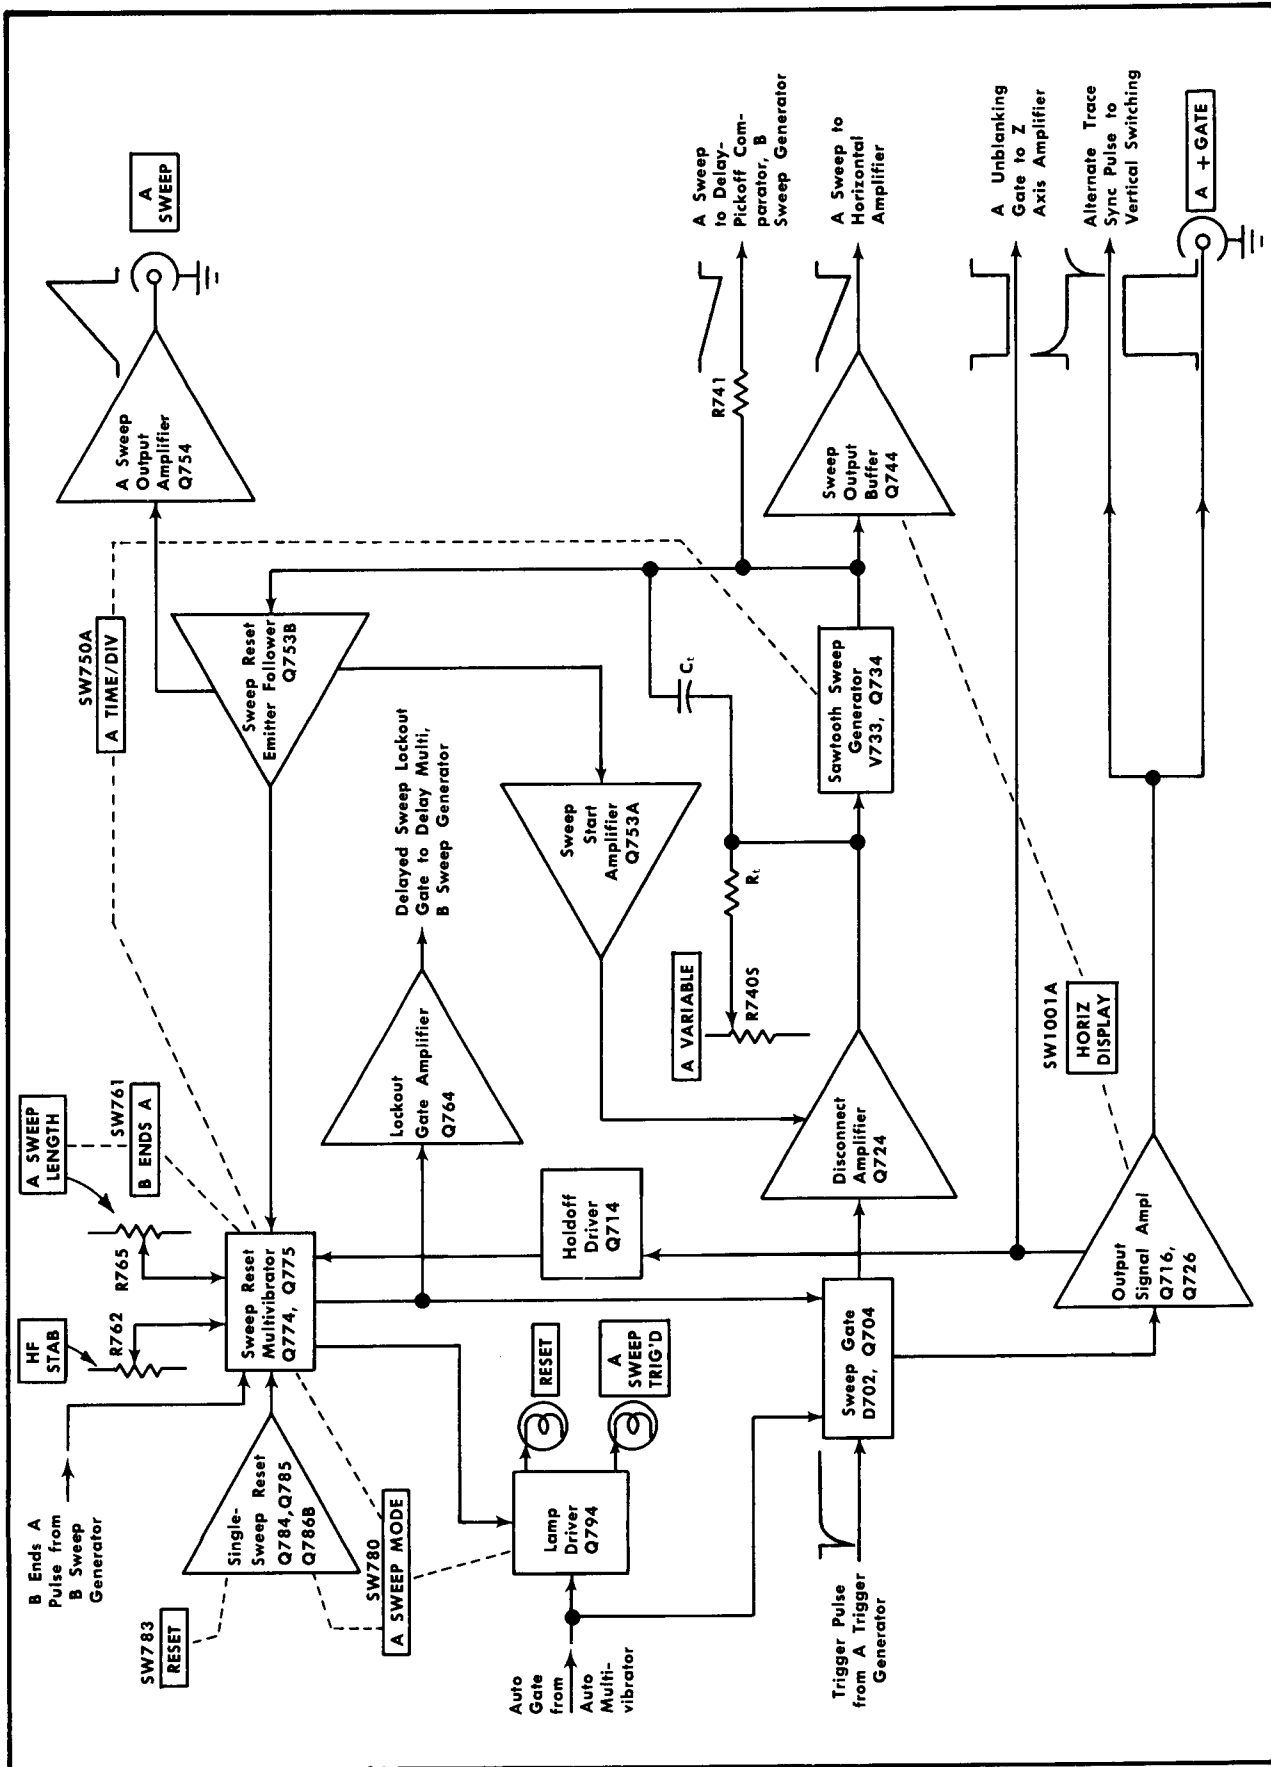 B Ends A
Pulse from
B Sweep
Generator
HF
STAB
R762
A SWEEP
LENGTH
R765
SW761
B ENDS A
SW750A
A TIME/DIV
A Sweep
Output
Amplifier
Q754
A
SWEEP
SW783
RESET
Single-
Sweep Reset
Q784, Q785
Q786B
Sweep Reset
Multivibrator
Q774, Q775
Sweep Reset
Emitter Follower
Q753B
SW780
A SWEEP MODE
Lockout
Gate Amplifier
Q764
Delayed Sweep Lockout
Gate to Delay Multi,
B Sweep Generator
Auto
Gate
from
Auto
Multi-
vibrator
Lamp
Driver
Q794
RESET
A
SWEEP
TRIG'D
Holdoff
Driver
Q714
Sweep
Start
Amplifier
Q753A
A VARIABLE
R740S
Rt
Ct
R741
A Sweep
to Delay-
Pickoff Com-
parator, B
Sweep Generator
Trigger Pulse
from A Trigger
Generator
Sweep Gate
D702, Q704
Disconnect
Amplifier
Q724
Sawtooth Sweep
Generator
V733, Q734
Sweep
Output
Buffer
Q744
A Sweep to
Horizontal
Amplifier
A Unblanking
Gate to Z
Axis Amplifier
SW1001A
HORIZ
DISPLAY
Output
Signal Ampl
Q716,
Q726
Alternate Trace
Sync Pulse to
Vertical Switching
A + GATE